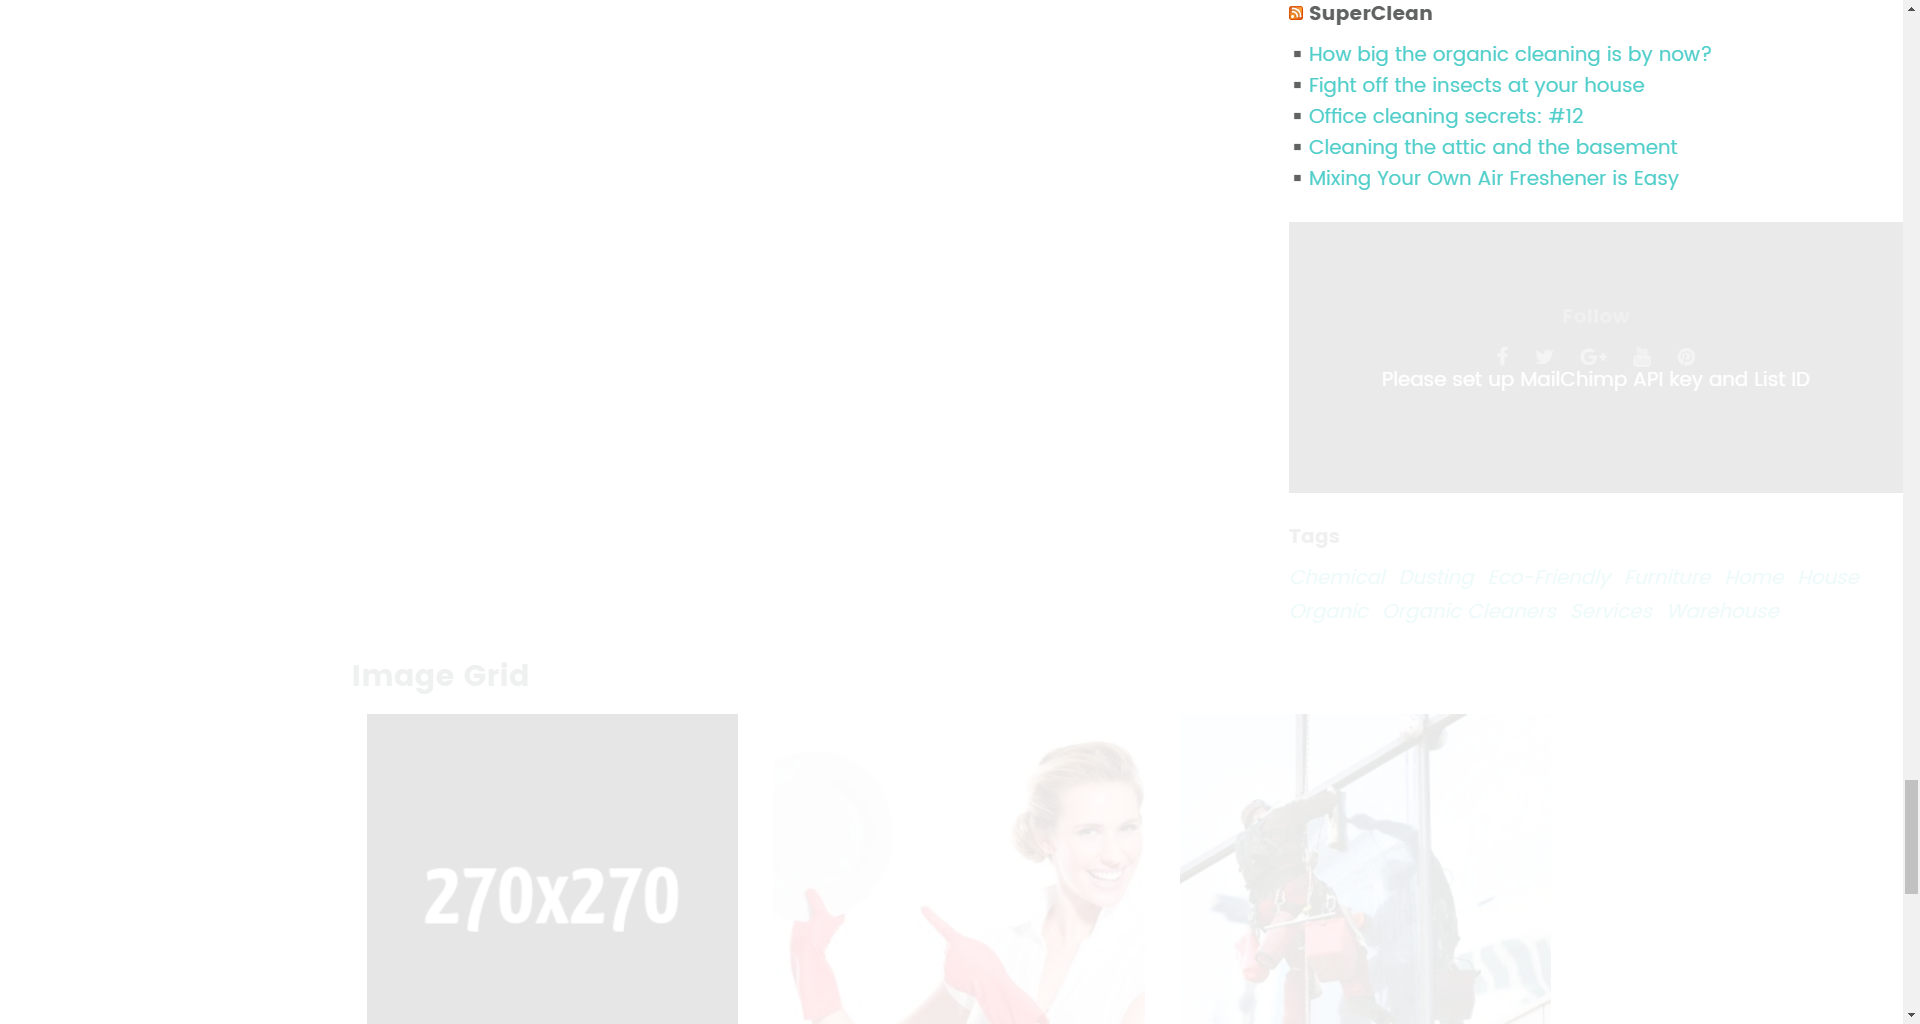 SuperClean
How big the organic cleaning is by now?
Fight off the insects at your house
Office cleaning secrets: #12
Cleaning the attic and the basement
Mixing Your Own Air Freshener is Easy
Follow
Please set up MailChimp API key and List ID
Tags
Chemical Dusting Eco-Friendly Furniture Home House
Organic Organic Cleaners Services Warehouse
Image Grid
270x270